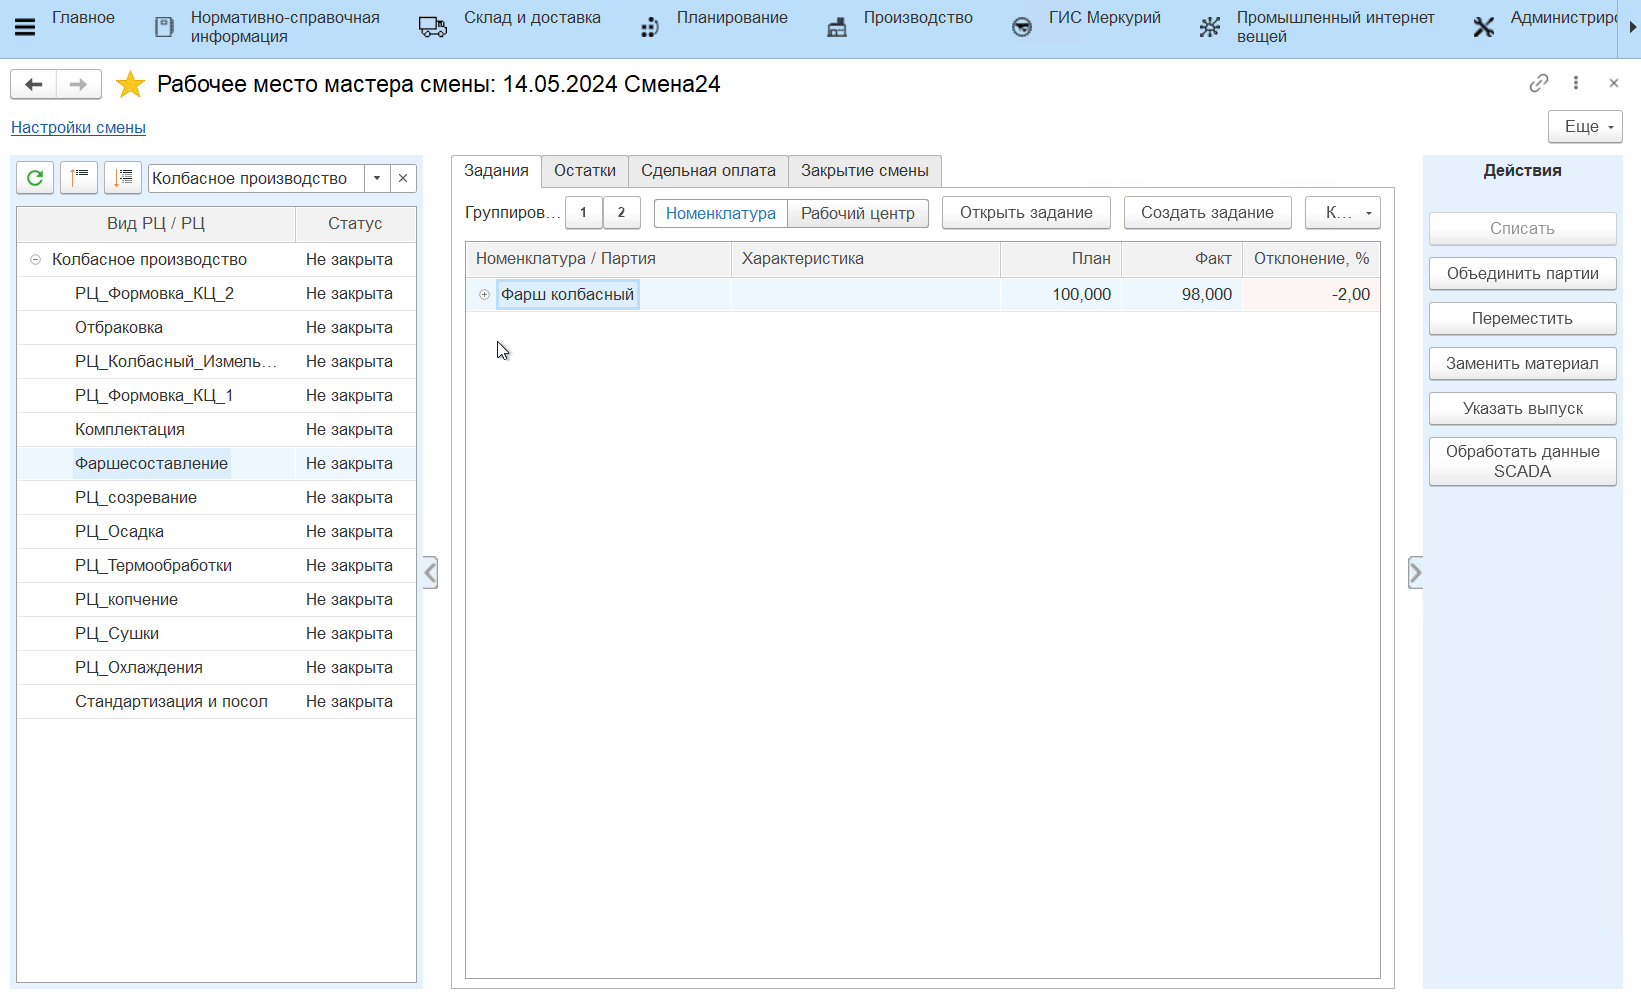 Главное
Нормативно-справочная
информация
Склад и доставка
Планирование
Производство
ГИС Меркурий
Промышленный интернет
вещей
Рабочее место мастера смены: 14.05.2024 Смена24
Настройки смены
Еще
Колбасное производство
Вид РЦ / РЦ Статус
Колбасное производство Не закрыта
РЦ_Формовка_КЦ_2 Не закрыта
Отбраковка Не закрыта
РЦ_Колбасный_Измель... Не закрыта
РЦ_Формовка_КЦ_1 Не закрыта
Комплектация Не закрыта
Фаршесоставление Не закрыта
РЦ_созревание Не закрыта
РЦ_Осадка Не закрыта
РЦ_Термообработки Не закрыта
РЦ_копчение Не закрыта
РЦ_Сушки Не закрыта
РЦ_Охлаждения Не закрыта
Стандартизация и посол Не закрыта
Задания Остатки Сдельная оплата Закрытие смены
Группиров... 1 2 Номенклатура Рабочий центр Открыть задание Создать задание К...
Номенклатура / Партия Характеристика План Факт Отклонение, %
Фарш колбасный 100,000 98,000 -2,00
Действия
Списать
Объединить партии
Переместить
Заменить материал
Указать выпуск
Обработать данные
SCADA